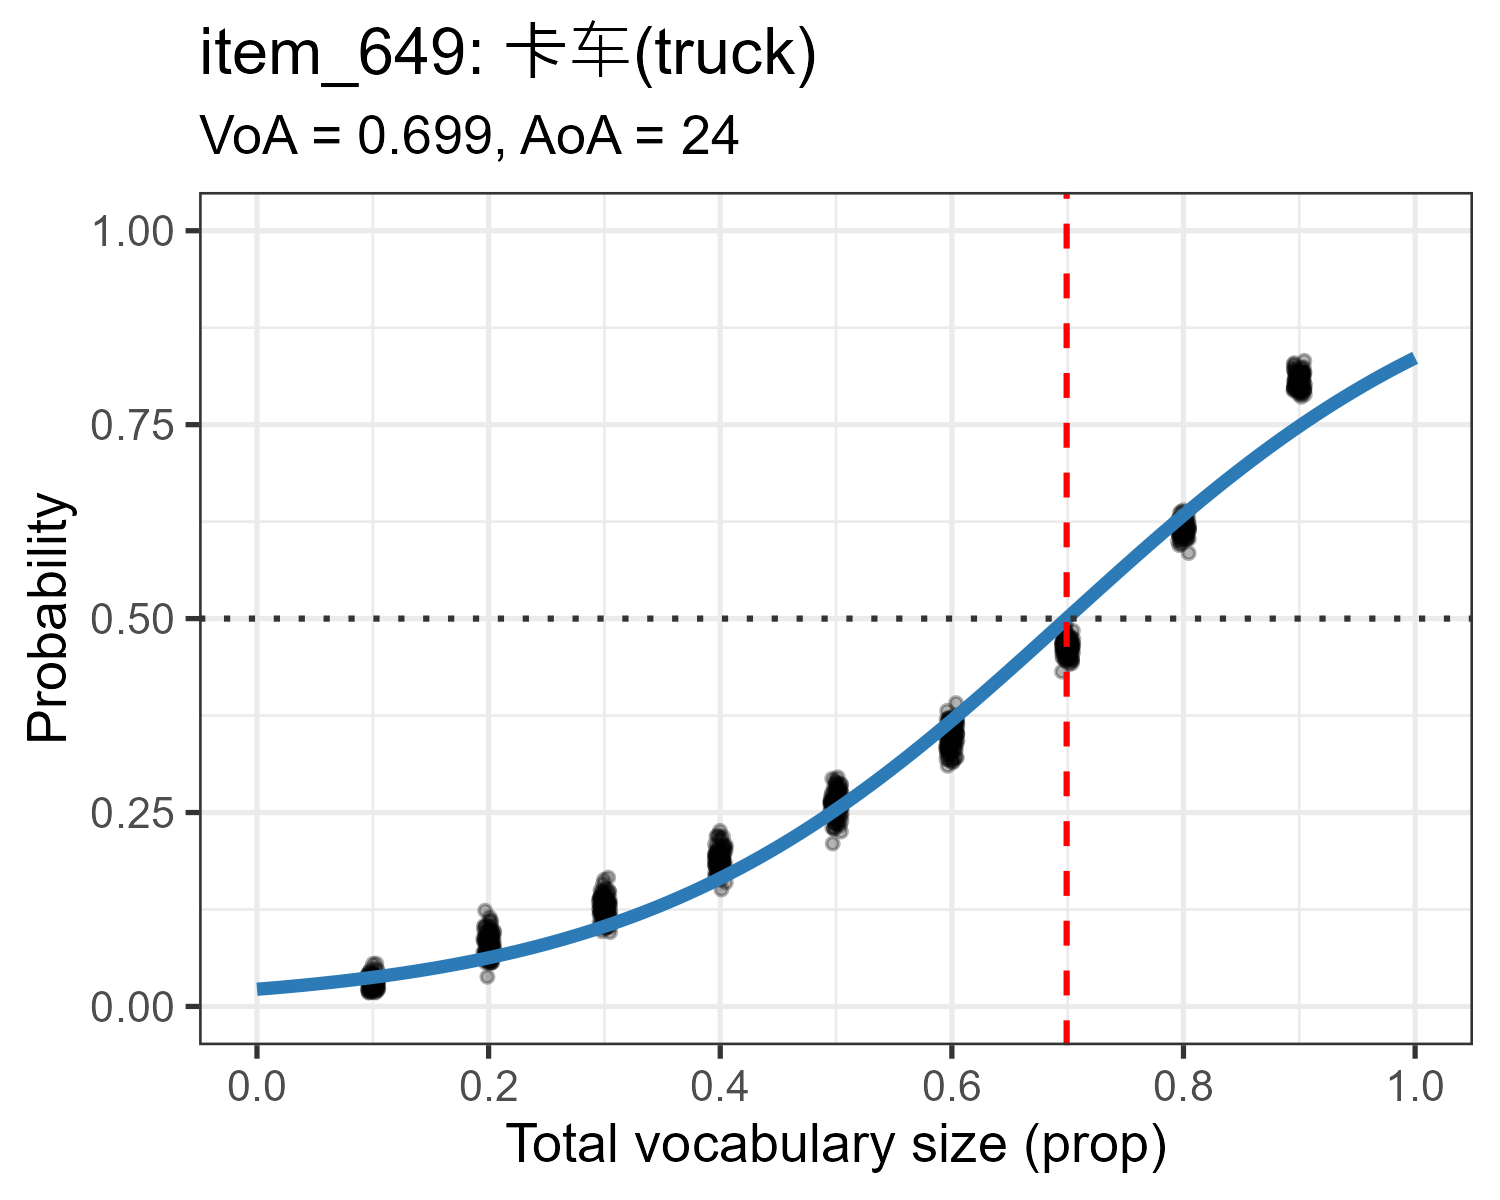 item_649: 卡车(truck)
VoA = 0.699, AoA = 24
1.00
0.75
0.50
0.25
0.00
Probability
0.0 0.2 0.4 0.6 0.8 1.0
Total vocabulary size (prop)